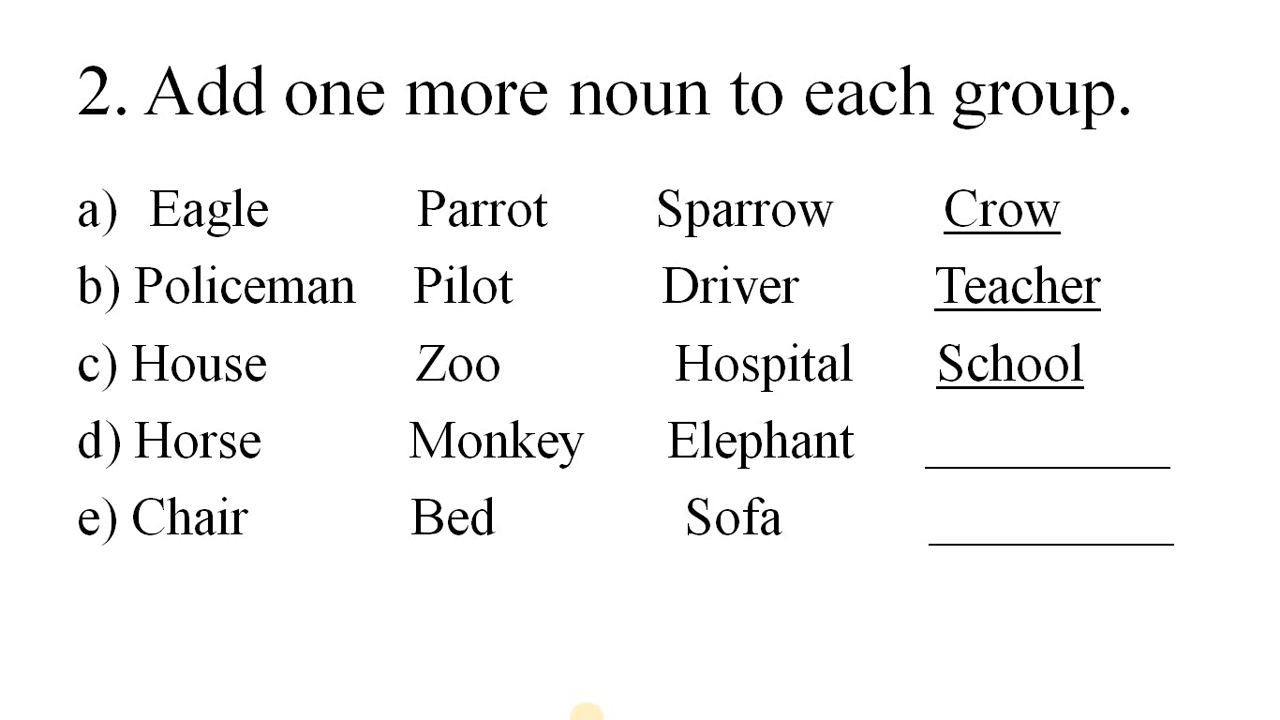 2. Add one more noun to each group.
a) Eagle Parrot Sparrow Crow
b) Policeman Pilot Driver Teacher
c) House Zoo Hospital School
d) Horse Monkey Elephant __________
e) Chair Bed Sofa __________